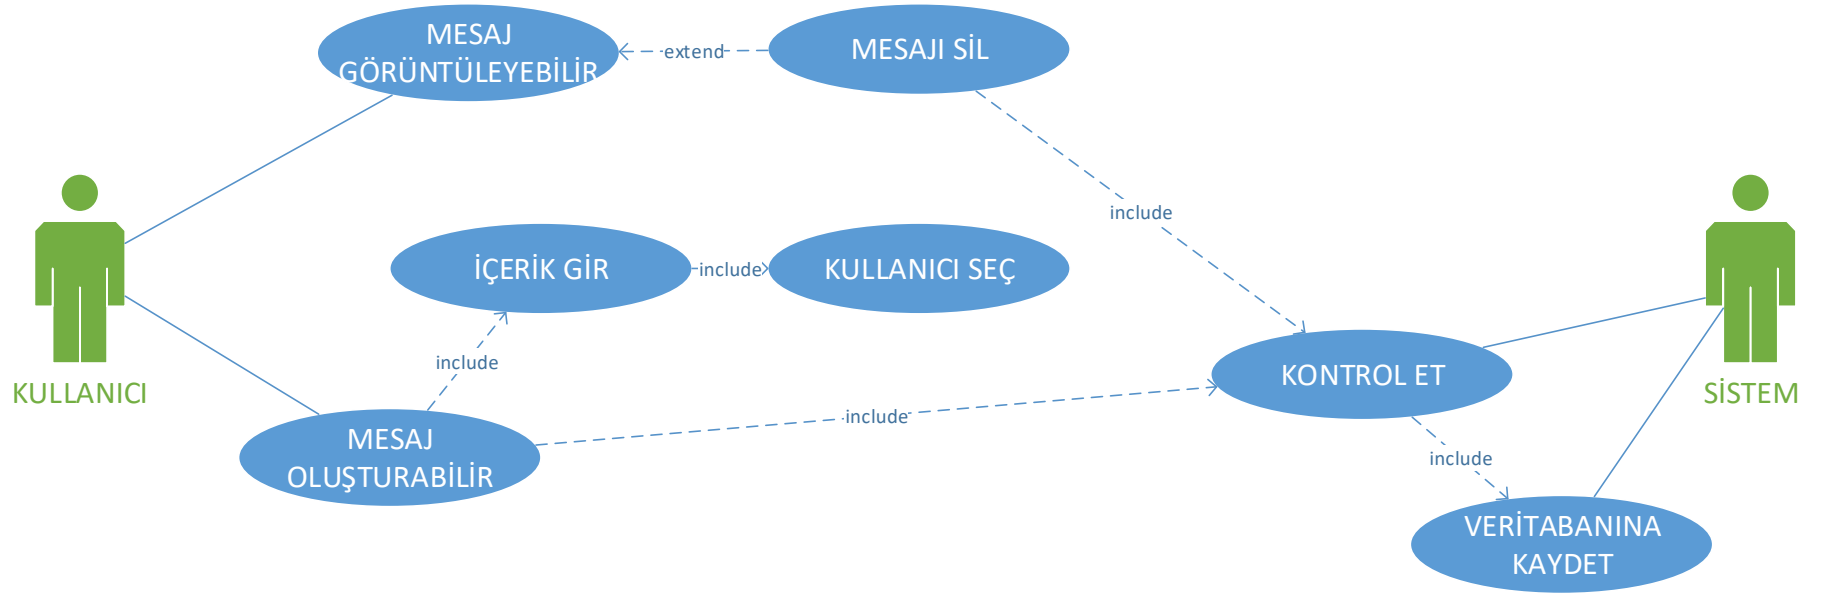 MESAJ
GÖRÜNTÜLEYEBİLİR
extend
MESAJI SİL
include
İÇERİK GİR
include
KULLANICI SEÇ
include
KULLANICI
KONTROL ET
SİSTEM
include
MESAJ
OLUŞTURABİLİR
include
VERİTABANINA
KAYDET